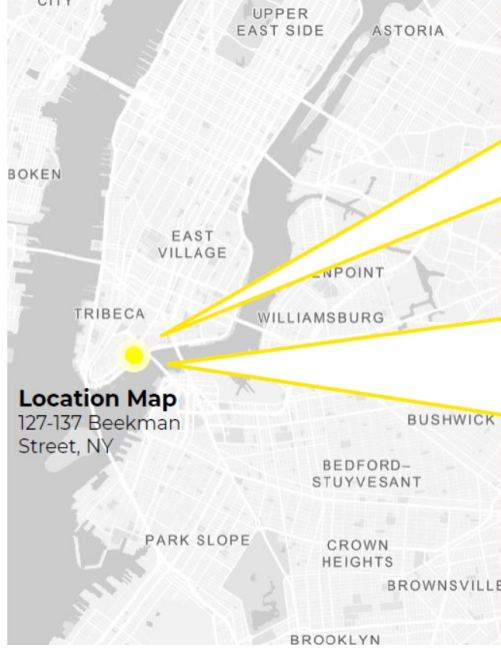 CITY
UPPER
EAST SIDE
ASTORIA
BOKEN
EAST
VILLAGE
ENPOINT
TRIBECA
WILLIAMSBURG
Location Map
127-137 Beekman
Street, NY
BUSHWICK
BEDFORD–
STUYVESANT
PARK SLOPE
CROWN
HEIGHTS
BROWNSVILLE
BROOKLYN